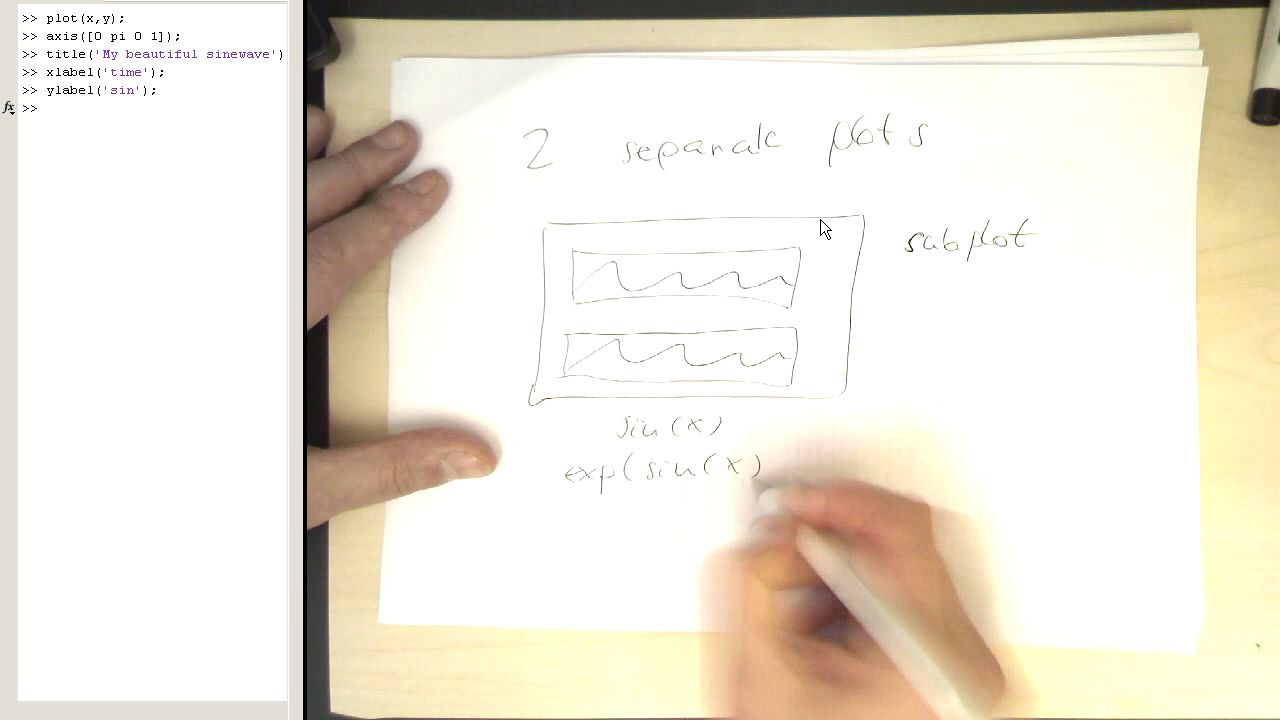 >> plot(x,y);
>> axis([0 pi 0 1]);
>> title('My beautiful sinewave')
>> xlabel('time');
>> ylabel('sin');
fx >>
2 separate plots
subplot
sin(x)
exp(sin(x)